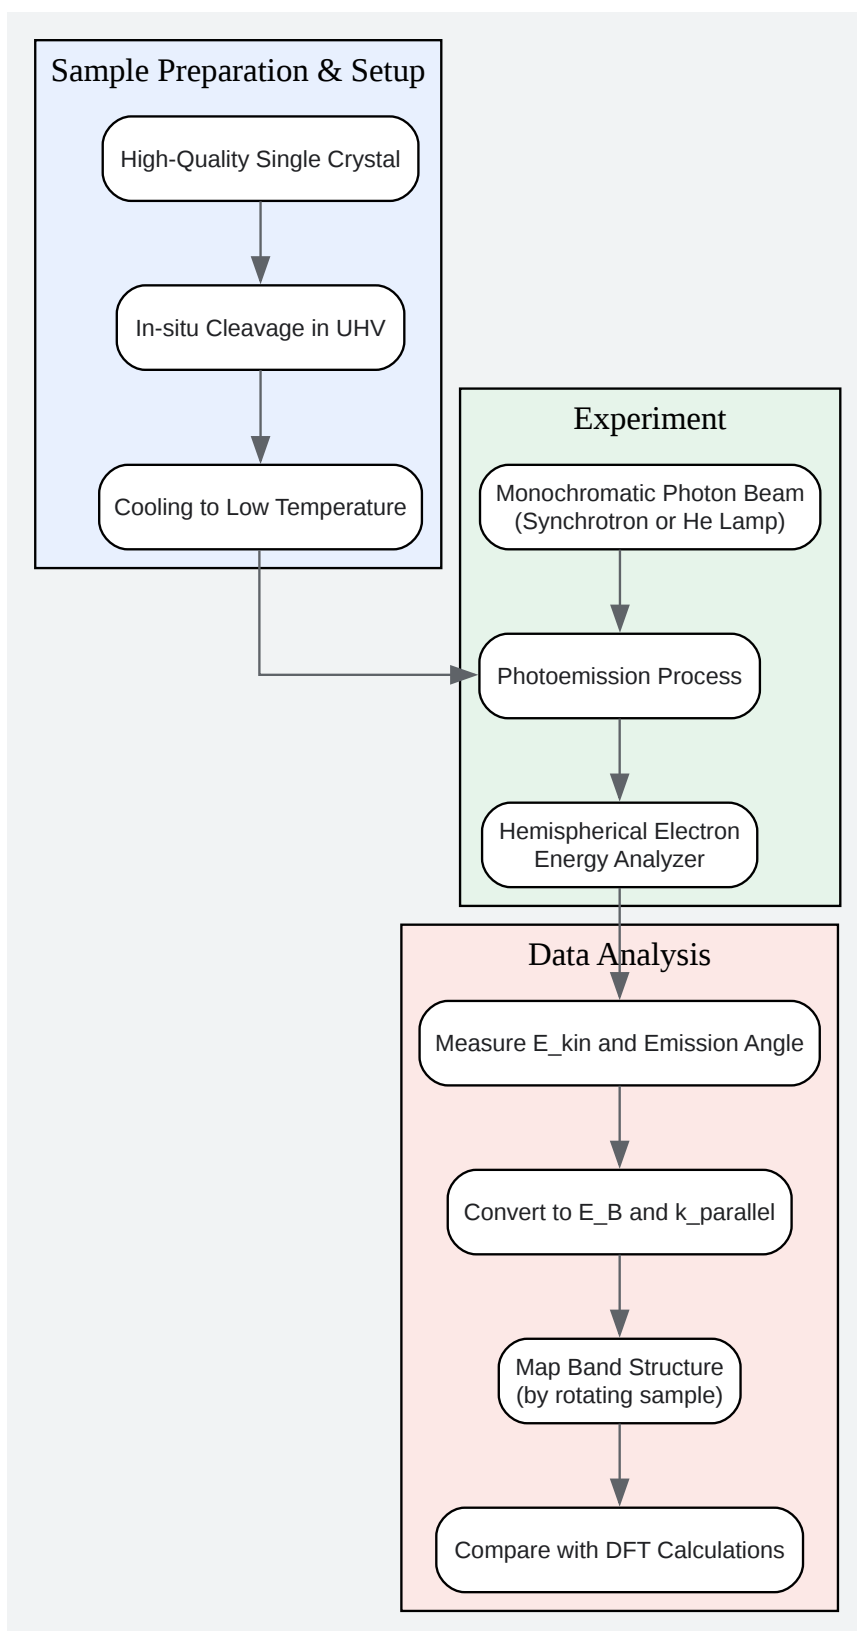 Sample Preparation & Setup
High-Quality Single Crystal
In-situ Cleavage in UHV
Cooling to Low Temperature
Experiment
Monochromatic Photon Beam
(Synchrotron or He Lamp)
Photoemission Process
Hemispherical Electron
Energy Analyzer
Data Analysis
Measure E_kin and Emission Angle
Convert to E_B and k_parallel
Map Band Structure
(by rotating sample)
Compare with DFT Calculations